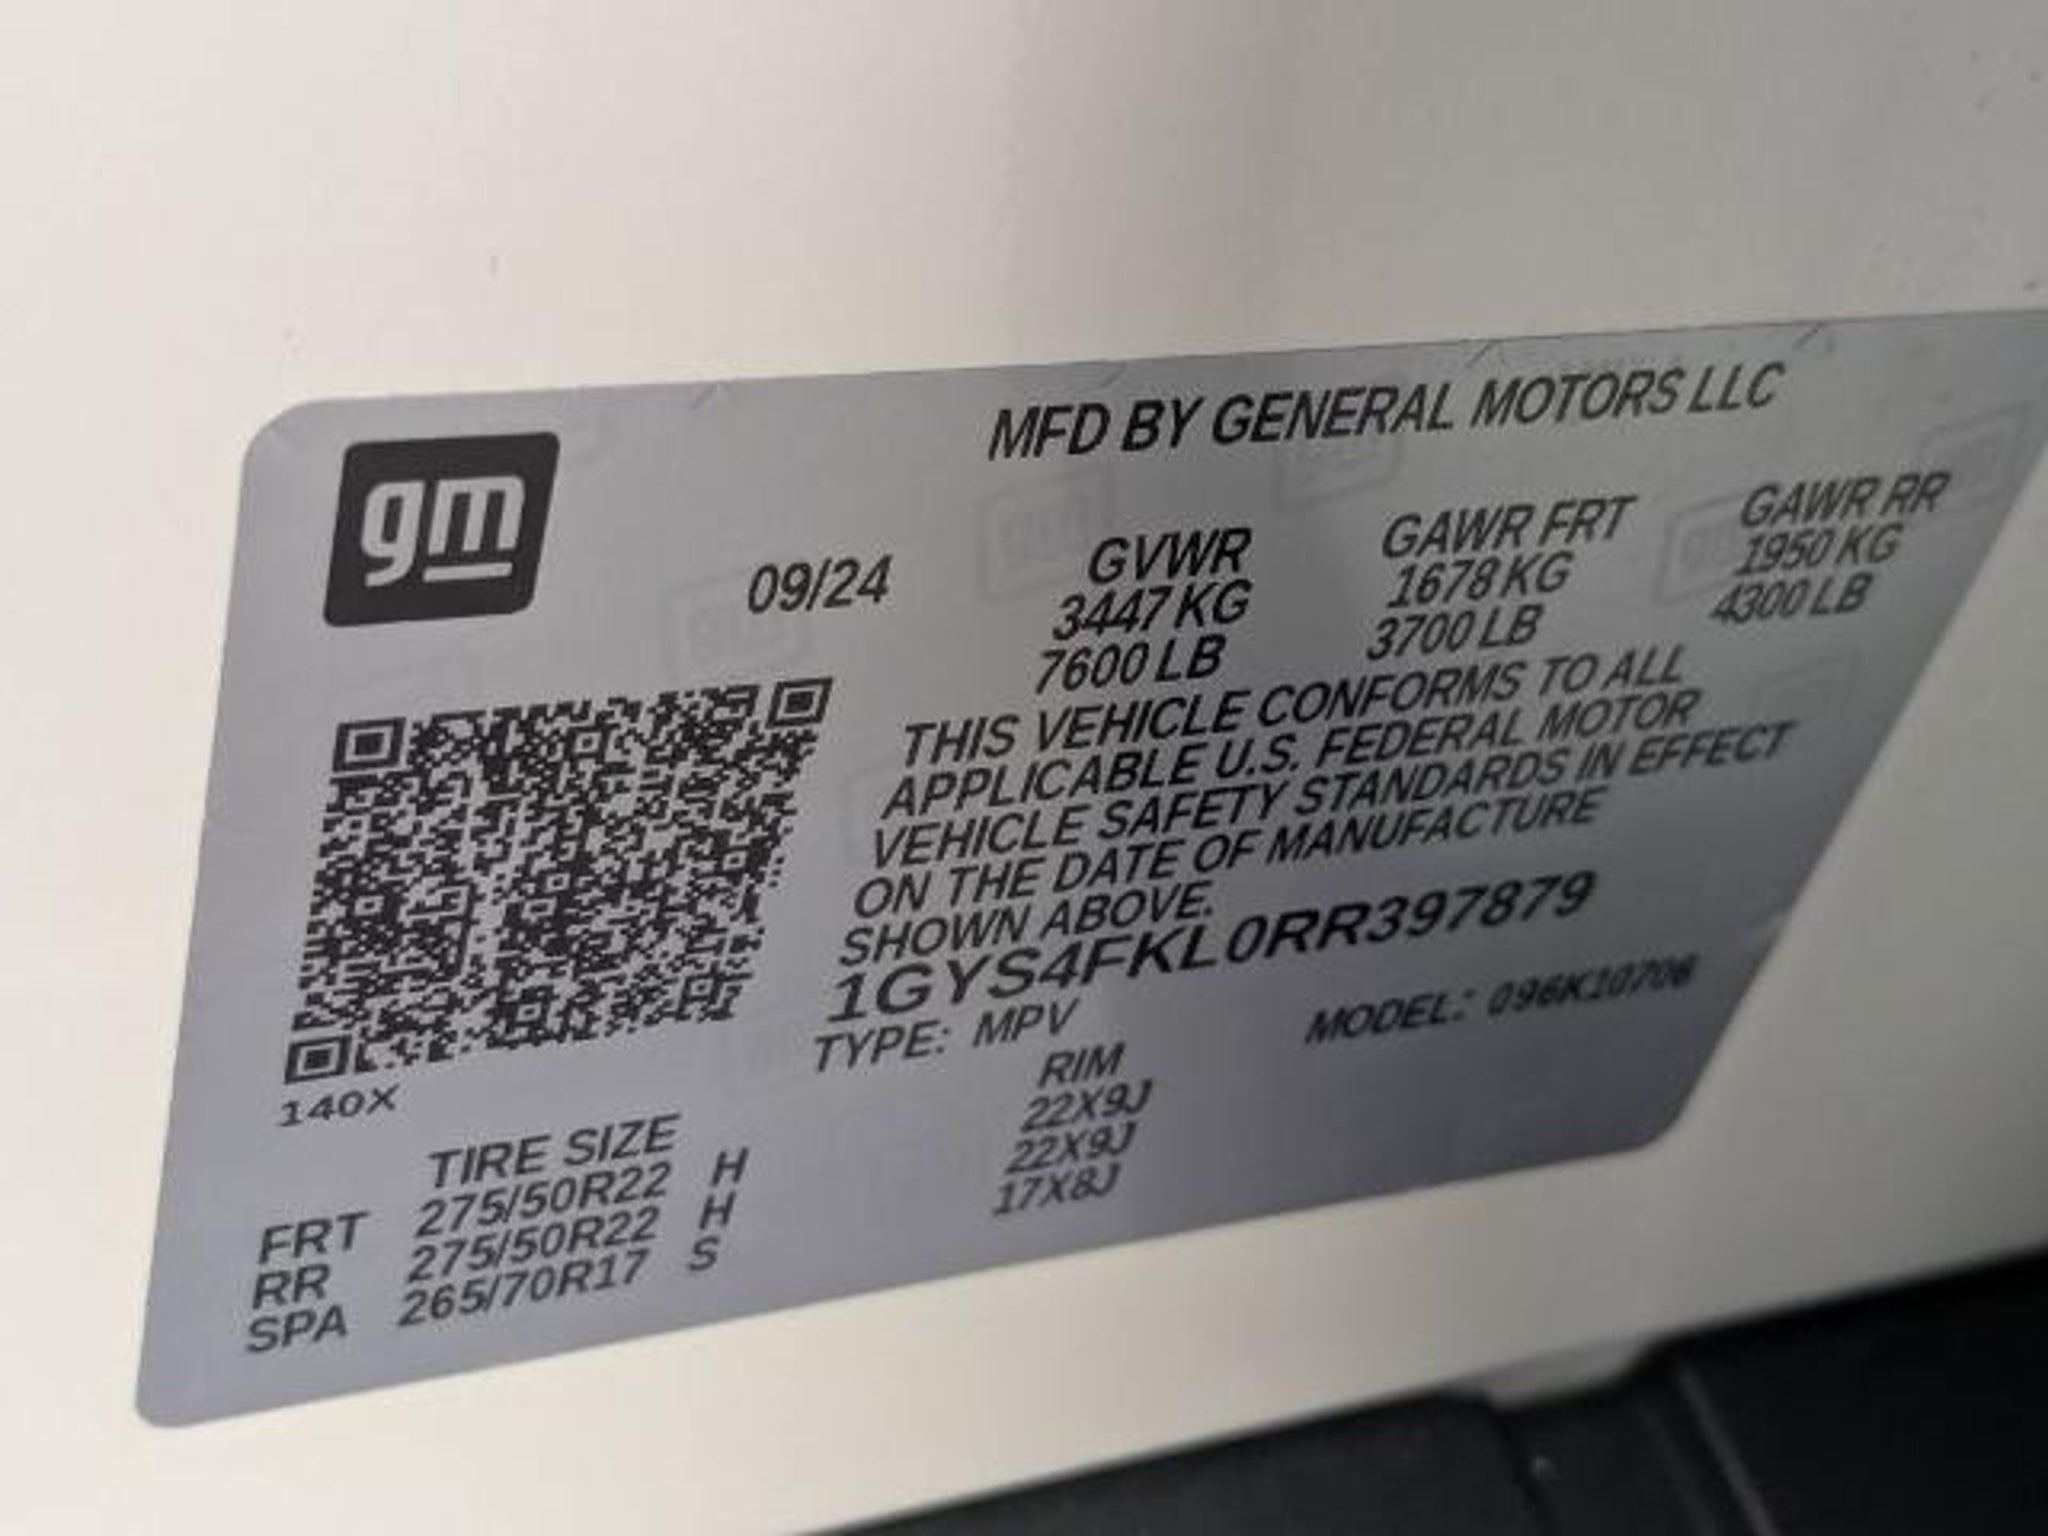 gm
MFD BY GENERAL MOTORS LLC
09/24
GVWR GAWR FRT GAWR RR
3447 KG 1678 KG 1950 KG
7600 LB 3700 LB 4300 LB
THIS VEHICLE CONFORMS TO ALL
APPLICABLE U.S. FEDERAL MOTOR
VEHICLE SAFETY STANDARDS IN EFFECT
ON THE DATE OF MANUFACTURE
SHOWN ABOVE.
1GYS4FKL0RR397879
TYPE: MPV MODEL: 096K10706
140X
TIRE SIZE RIM
FRT 275/50R22 H 22X9J
RR 275/50R22 H 22X9J
SPA 265/70R17 S 17X8J